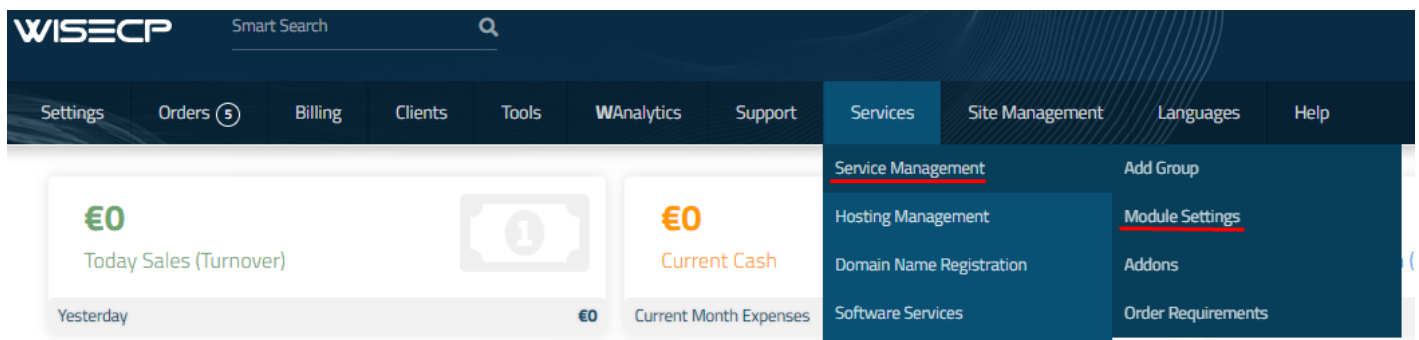 WISECP Smart Search
Settings Orders 5 Billing Clients Tools WAnalytics Support Services Site Management Languages Help
Service Management Add Group
Hosting Management Module Settings
Domain Name Registration Addons
Software Services Order Requirements
€0
Today Sales (Turnover)
Yesterday €0
€0
Current Cash
Current Month Expenses